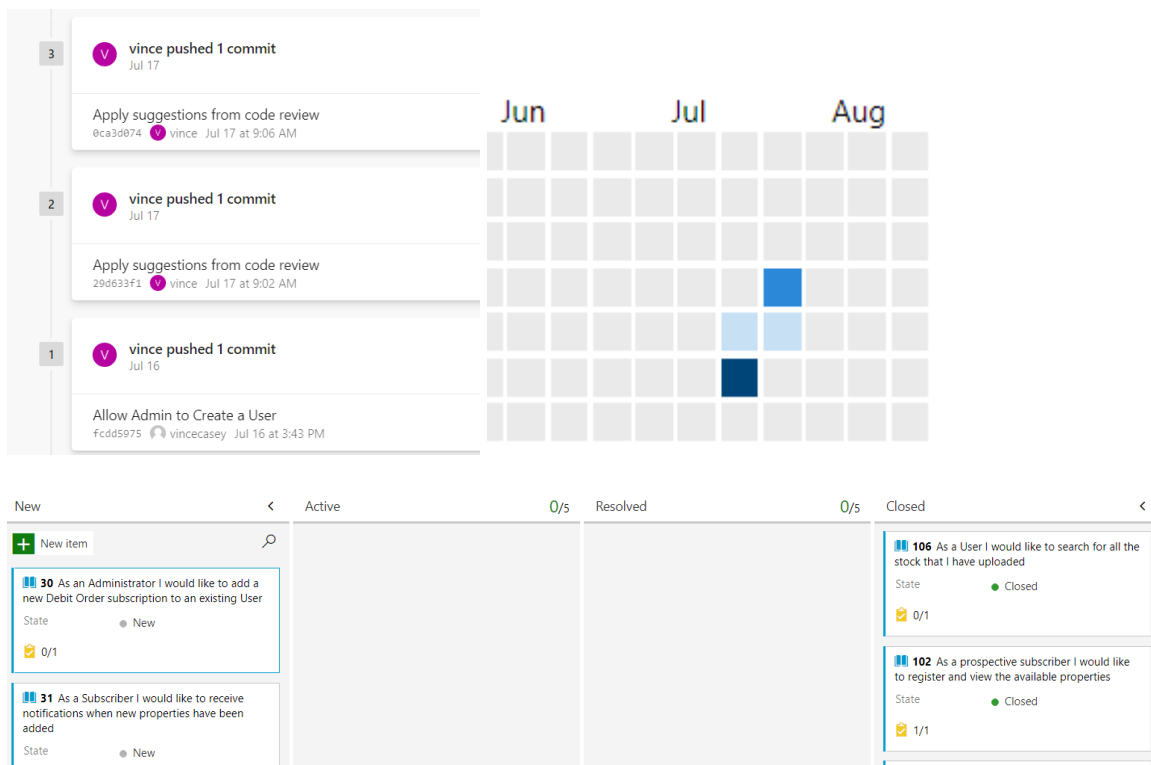 3
V
vince pushed 1 commit
Jul 17
Apply suggestions from code review
0ca3d074 V vince Jul 17 at 9:06 AM
2
V
vince pushed 1 commit
Jul 17
Apply suggestions from code review
29d633f1 V vince Jul 17 at 9:02 AM
1
V
vince pushed 1 commit
Jul 16
Allow Admin to Create a User
fcdd5975 vincecasey Jul 16 at 3:43 PM
Jun Jul Aug
New
+ New item
30 As an Administrator I would like to add a
new Debit Order subscription to an existing User
State New
0/1
31 As a Subscriber I would like to receive
notifications when new properties have been
added
State New
Active 0/5
Resolved 0/5
Closed
106 As a User I would like to search for all the
stock that I have uploaded
State Closed
0/1
102 As a prospective subscriber I would like
to register and view the available properties
State Closed
1/1